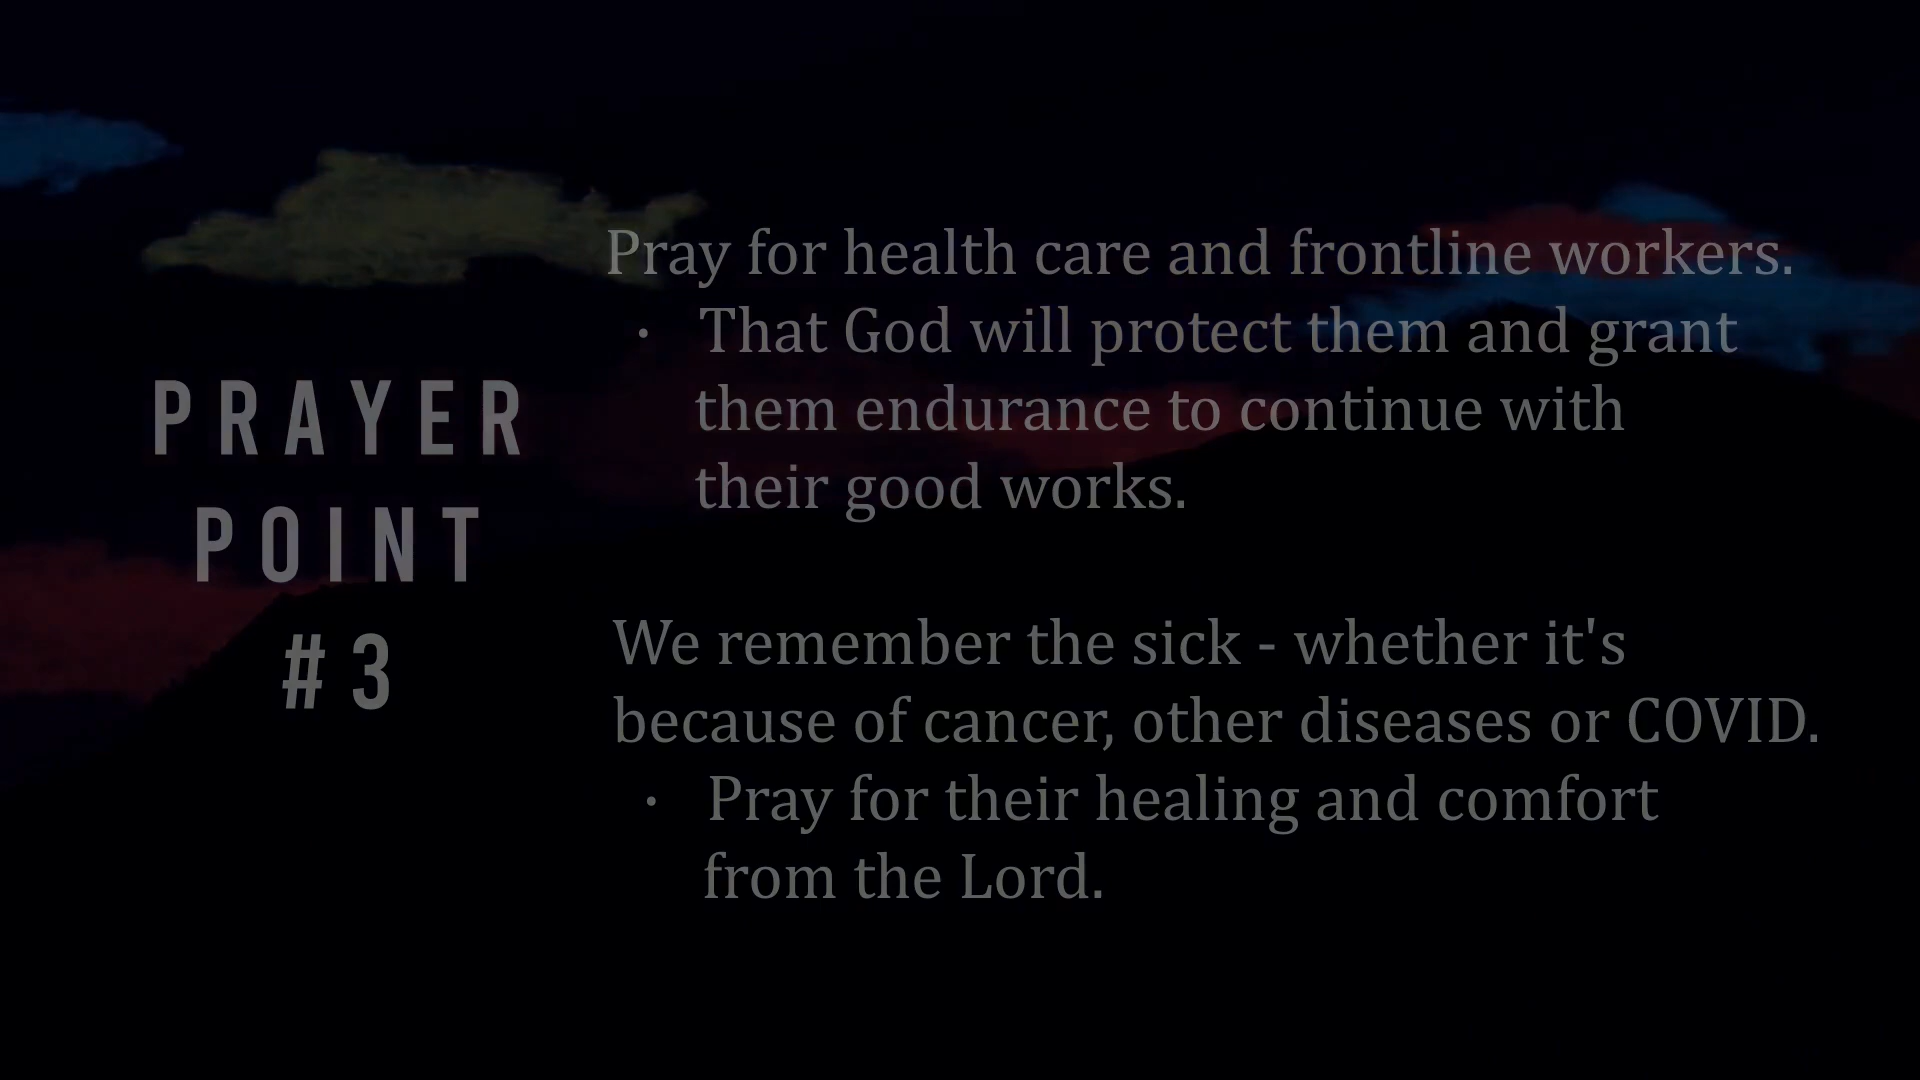 PRAYER
POINT
#3
Pray for health care and frontline workers.
· That God will protect them and grant
them endurance to continue with
their good works.
We remember the sick - whether it's
because of cancer, other diseases or COVID.
· Pray for their healing and comfort
from the Lord.